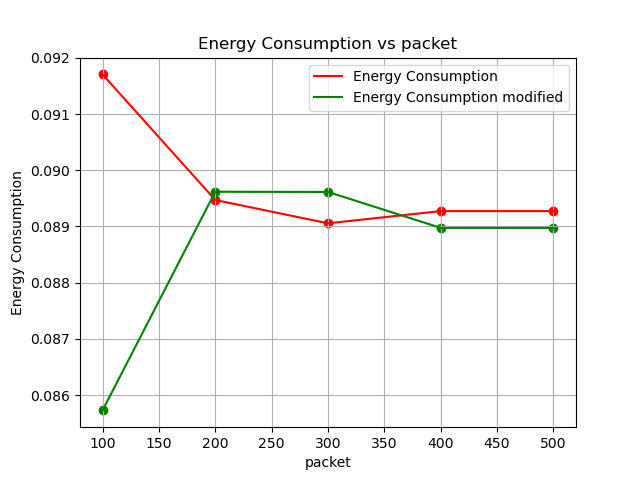 Energy Consumption vs packet
Energy Consumption
Energy Consumption modified
0.092
0.091
0.090
0.089
0.088
0.087
0.086
Energy Consumption
100 150 200 250 300 350 400 450 500
packet